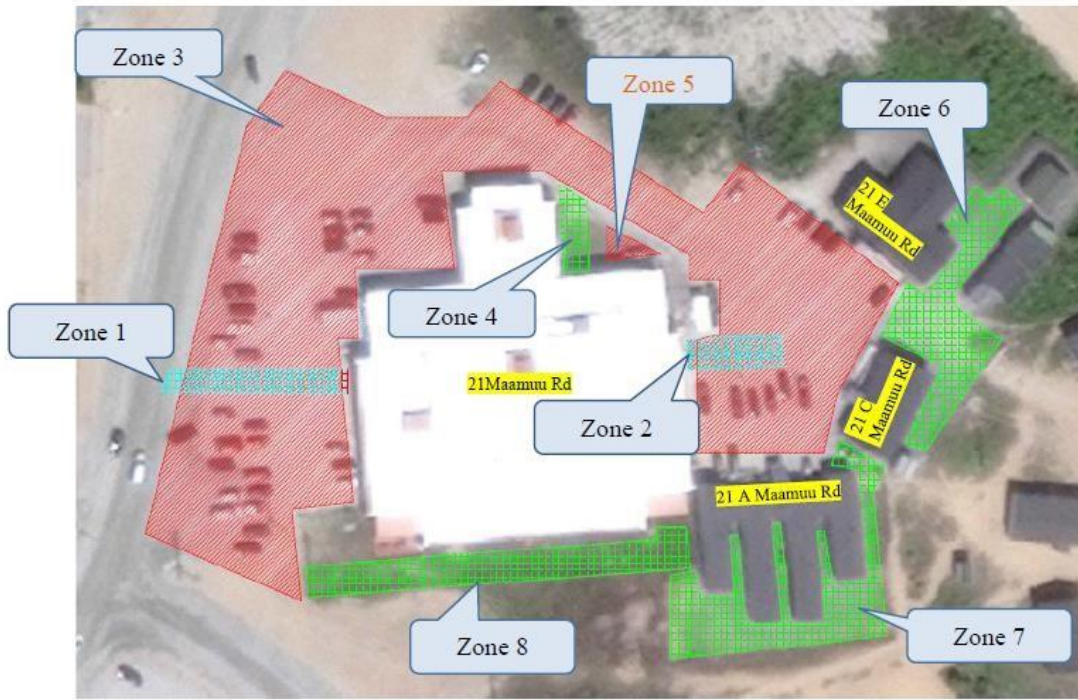 Zone 3
Zone 5
Zone 6
21 E
Maamuu Rd
Zone 4
Zone 1
21Maamuu Rd
Zone 2
21 C
Maamuu Rd
21 A Maamuu Rd
Zone 8
Zone 7